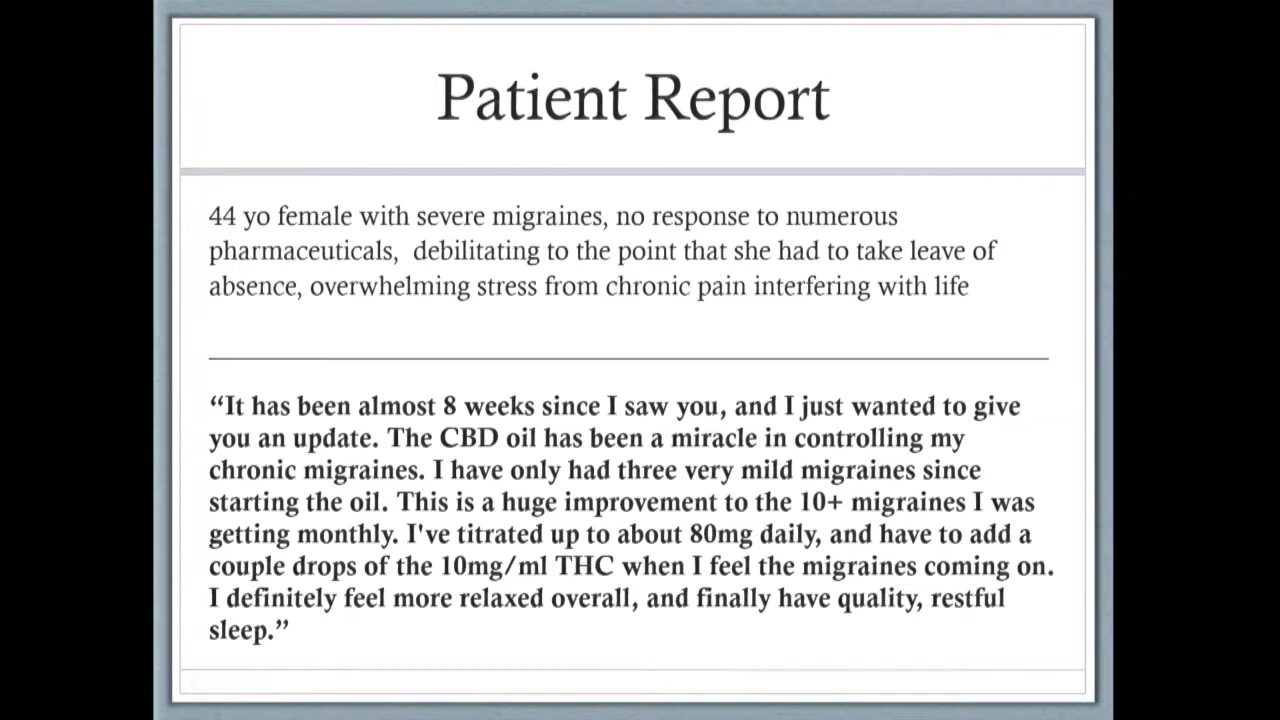 Patient Report
44 yo female with severe migraines, no response to numerous
pharmaceuticals,  debilitating to the point that she had to take leave of
absence, overwhelming stress from chronic pain interfering with life
“It has been almost 8 weeks since I saw you, and I just wanted to give
you an update. The CBD oil has been a miracle in controlling my
chronic migraines. I have only had three very mild migraines since
starting the oil. This is a huge improvement to the 10+ migraines I was
getting monthly. I've titrated up to about 80mg daily, and have to add a
couple drops of the 10mg/ml THC when I feel the migraines coming on.
I definitely feel more relaxed overall, and finally have quality, restful
sleep.”